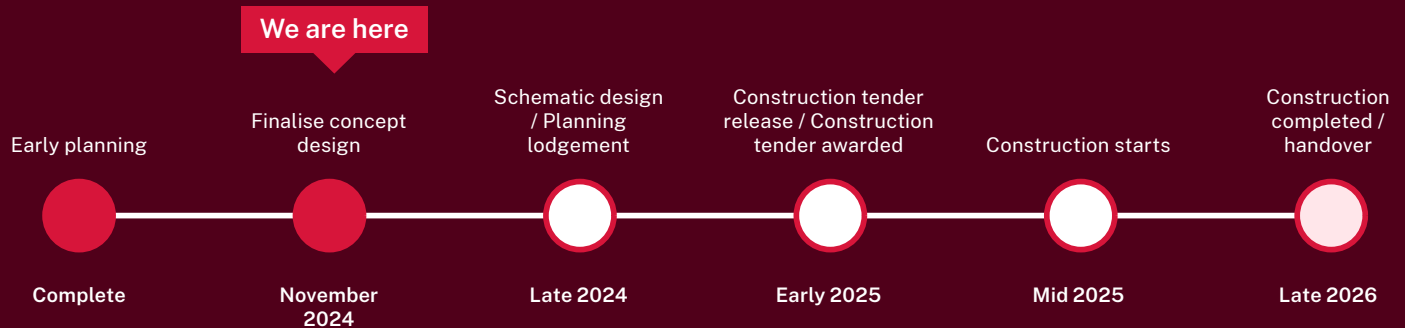 We are here
Early planning
Finalise concept
design
Schematic design
/ Planning
lodgement
Construction tender
release / Construction
tender awarded
Construction starts
Construction
completed /
handover
Complete
November
2024
Late 2024
Early 2025
Mid 2025
Late 2026